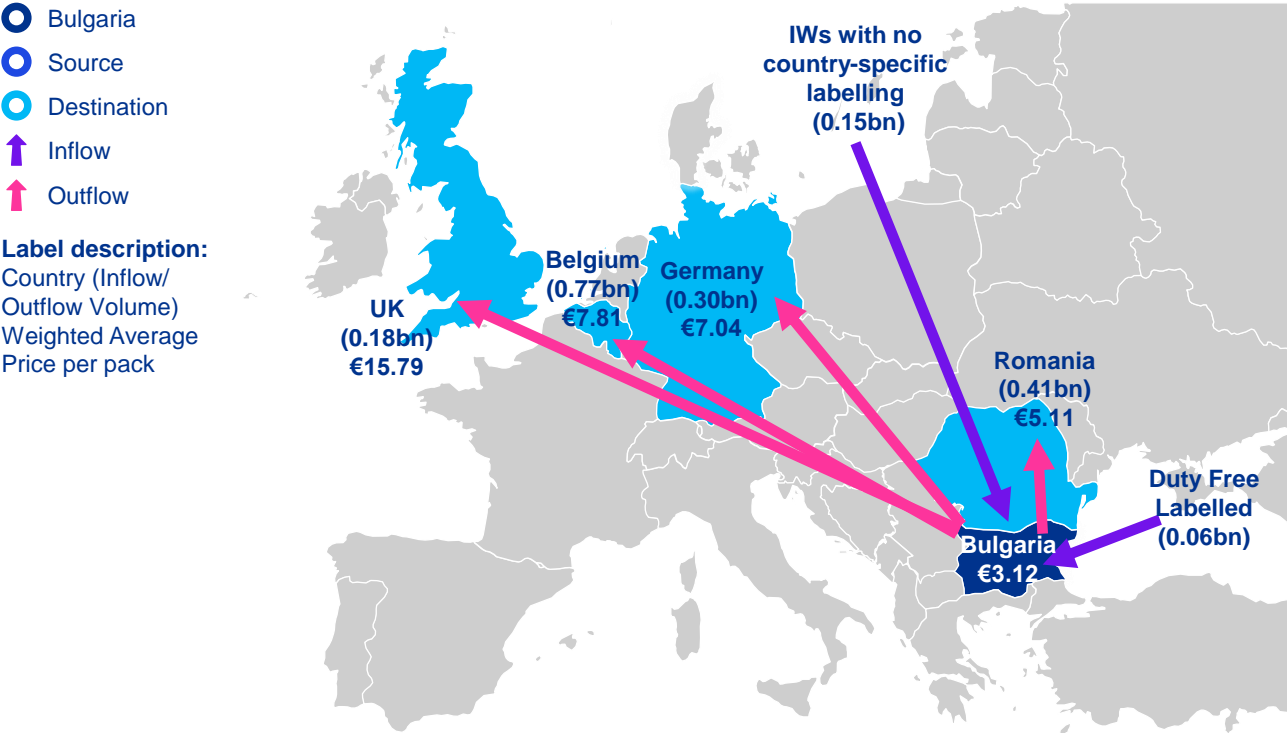 Bulgaria
Source
Destination
Inflow
Outflow
Label description:
Country (Inflow/
Outflow Volume)
Weighted Average
Price per pack
IWs with no
country-specific
labelling
(0.15bn)
UK
(0.18bn)
€15.79
Belgium
(0.77bn)
€7.81
Germany
(0.30bn)
€7.04
Romania
(0.41bn)
€5.11
Duty Free
Labelled
(0.06bn)
Bulgaria
€3.12